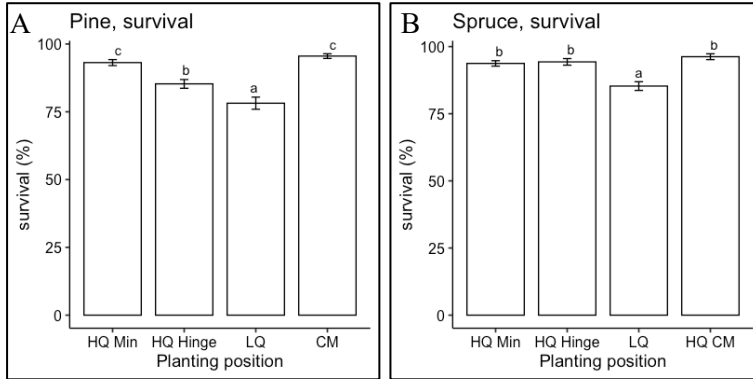 A
Pine, survival
100
75
50
25
0
survival (%)
c
b
a
c
HQ Min HQ Hinge LQ CM
Planting position
B
Spruce, survival
100
75
50
25
0
survival (%)
b
b
a
b
HQ Min HQ Hinge LQ HQ CM
Planting position